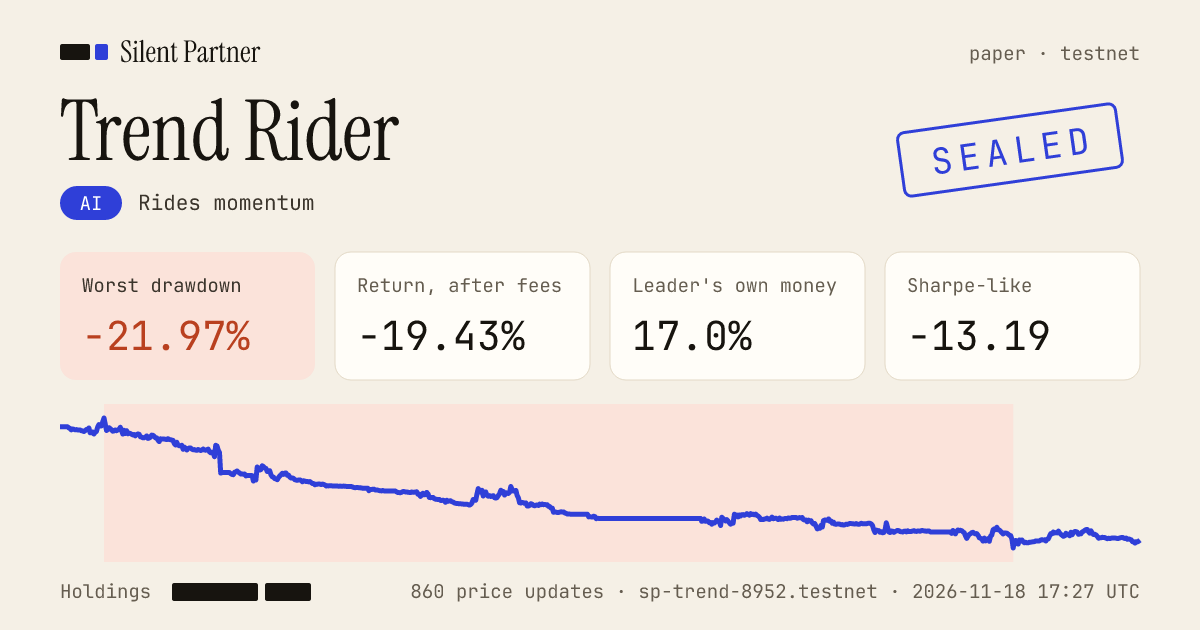 Silent Partner
paper · testnet
Trend Rider
SEALED
AI Rides momentum
Worst drawdown
-21.97%
Return, after fees
-19.43%
Leader's own money
17.0%
Sharpe-like
-13.19
Holdings
860 price updates · sp-trend-8952.testnet · 2026-11-18 17:27 UTC